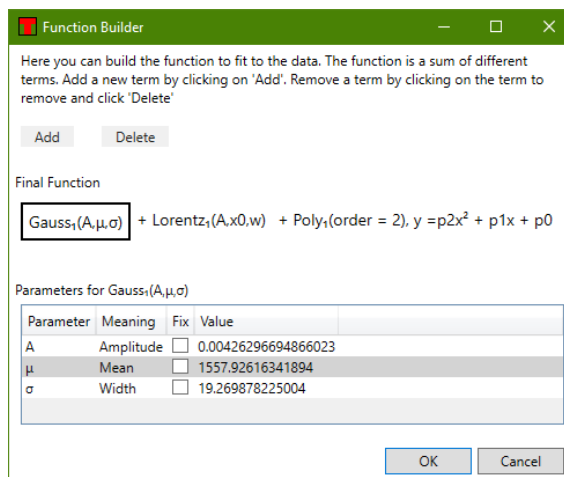 Function Builder
Here you can build the function to fit to the data. The function is a sum of different
terms. Add a new term by clicking on 'Add'. Remove a term by clicking on the term to
remove and click 'Delete'
Add Delete
Final Function
Gauss₁(A,μ,σ) + Lorentz₁(A,x0,w) + Poly₁(order = 2), y =p2x² + p1x + p0
Parameters for Gauss₁(A,μ,σ)
Parameter Meaning Fix Value
A Amplitude 0.00426296694866023
μ Mean 1557.92616341894
σ Width 19.269878225004
OK Cancel